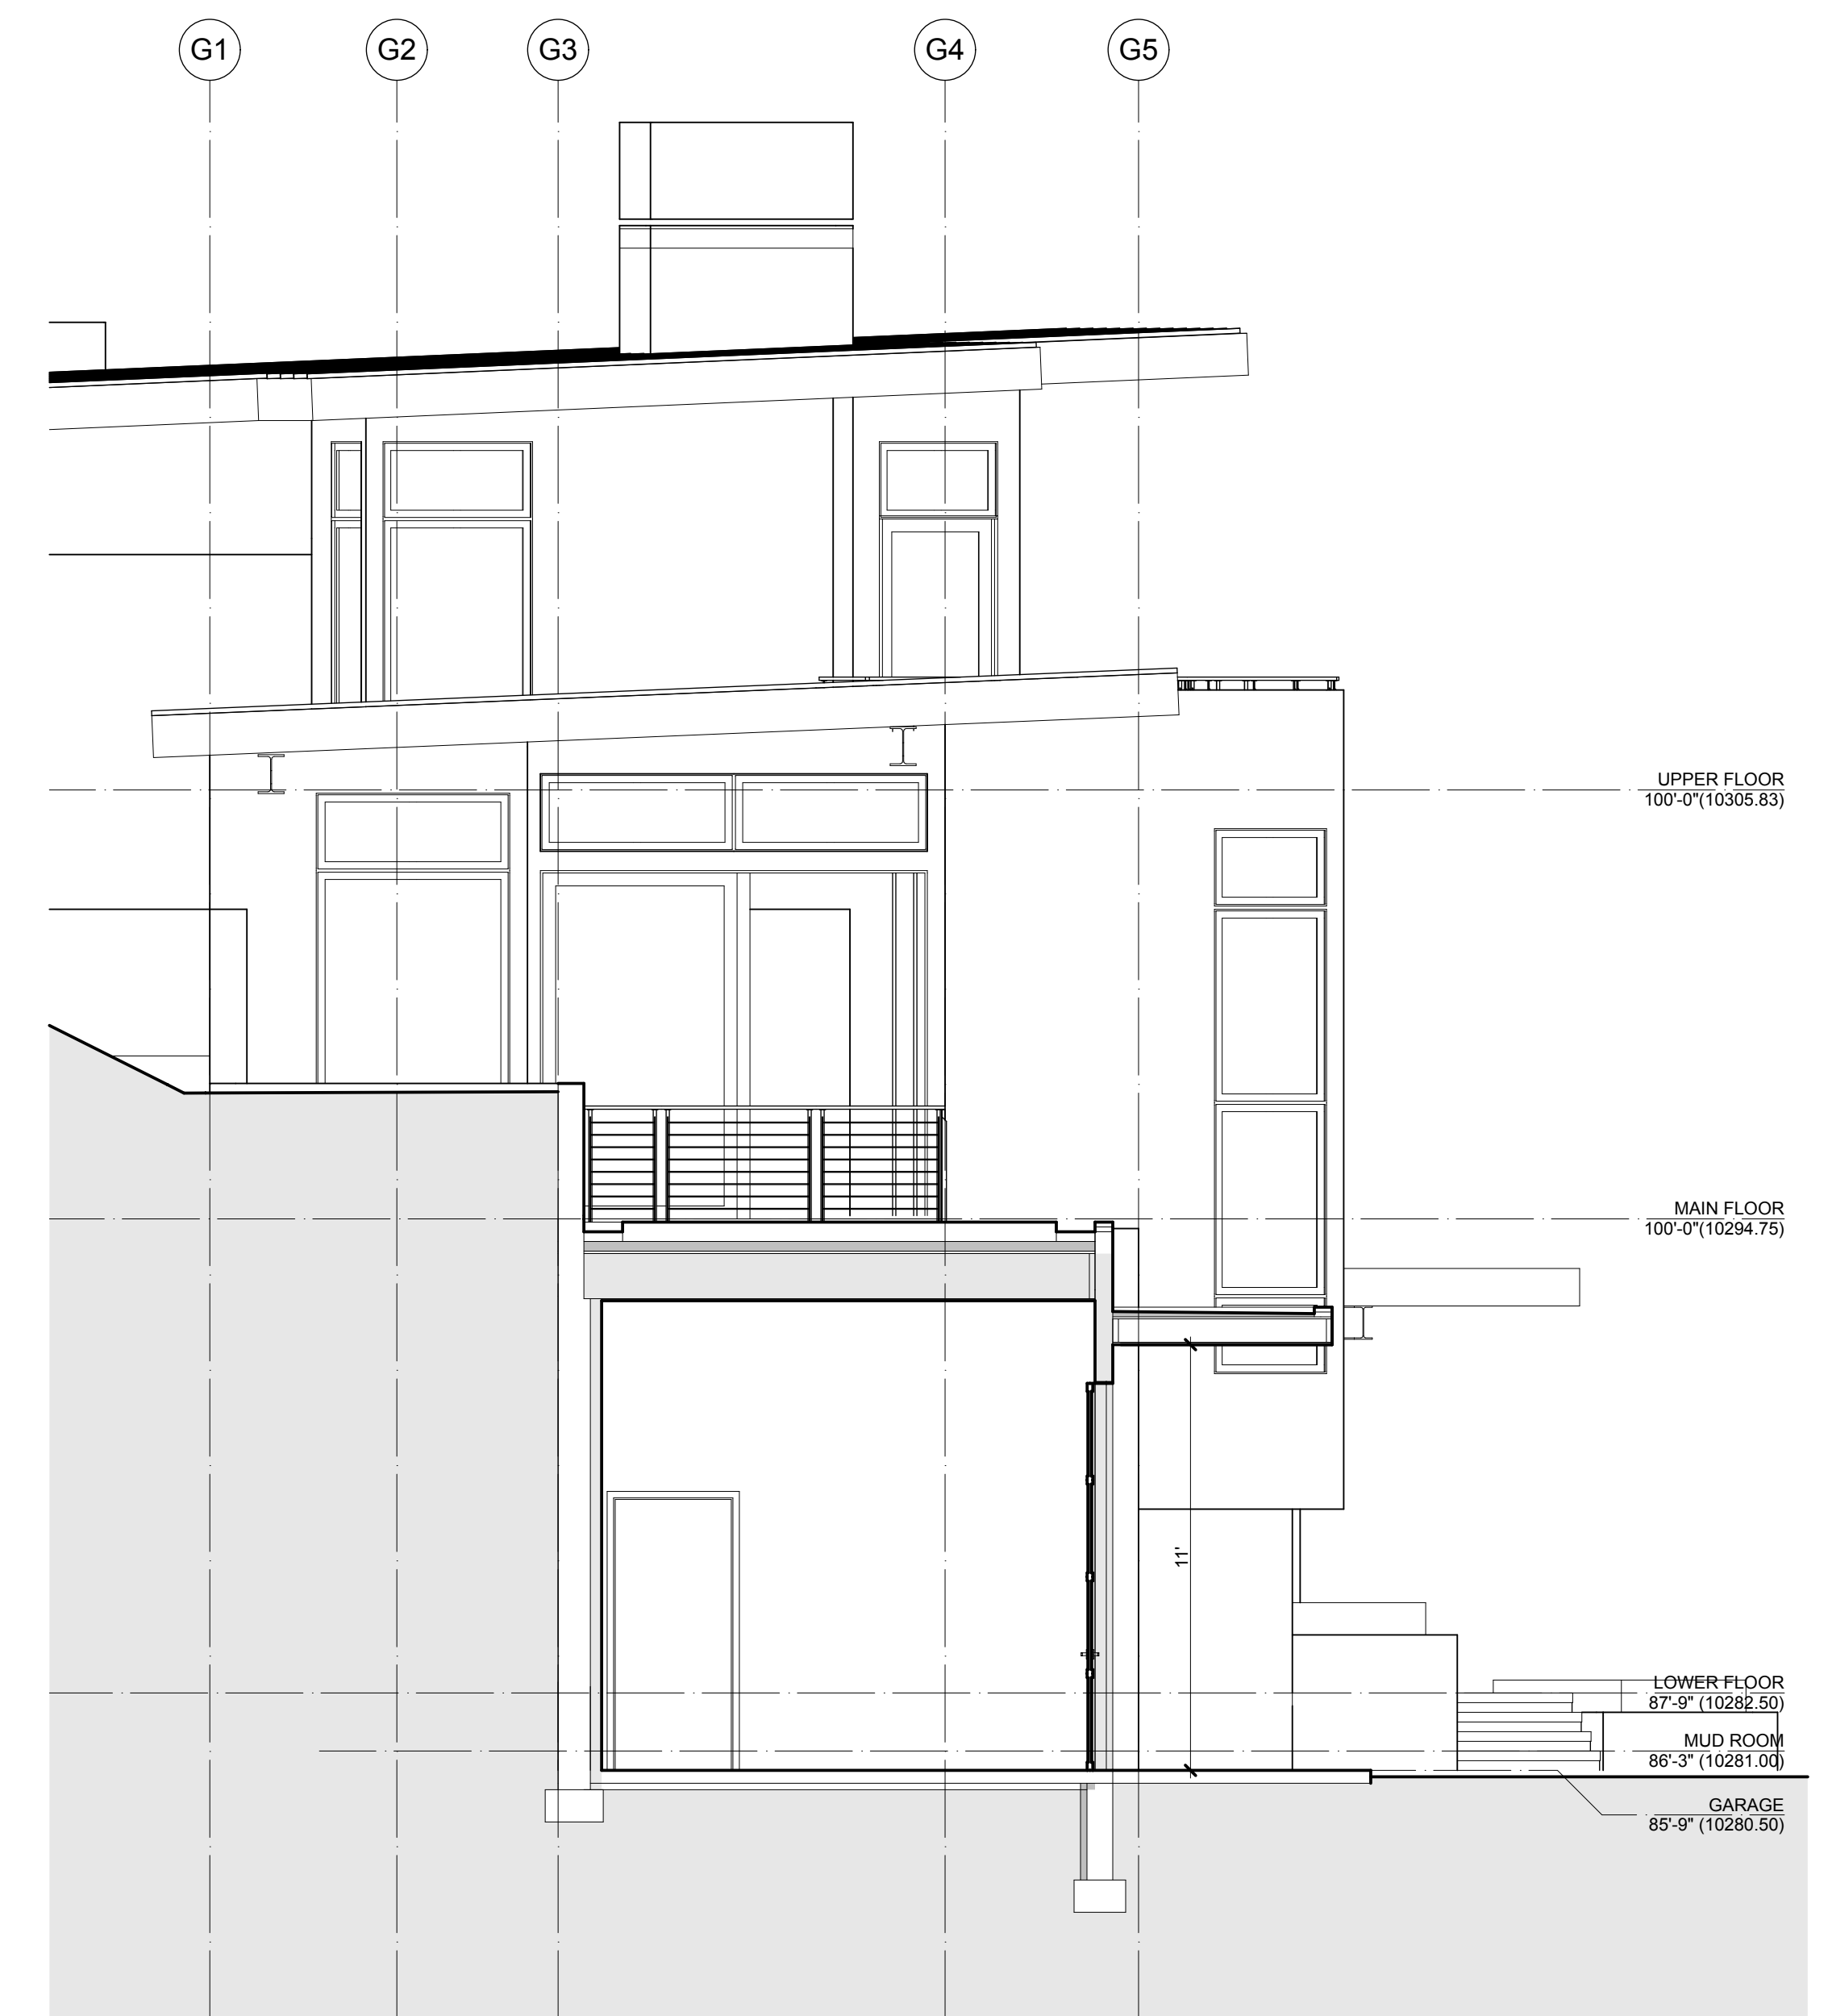 G1 G2 G3 G4 G5
UPPER FLOOR
100'-0"(10305.83)
MAIN FLOOR
100'-0"(10294.75)
11'
LOWER FLOOR
87'-9" (10282.50)
MUD ROOM
86'-3" (10281.00)
GARAGE
85'-9" (10280.50)